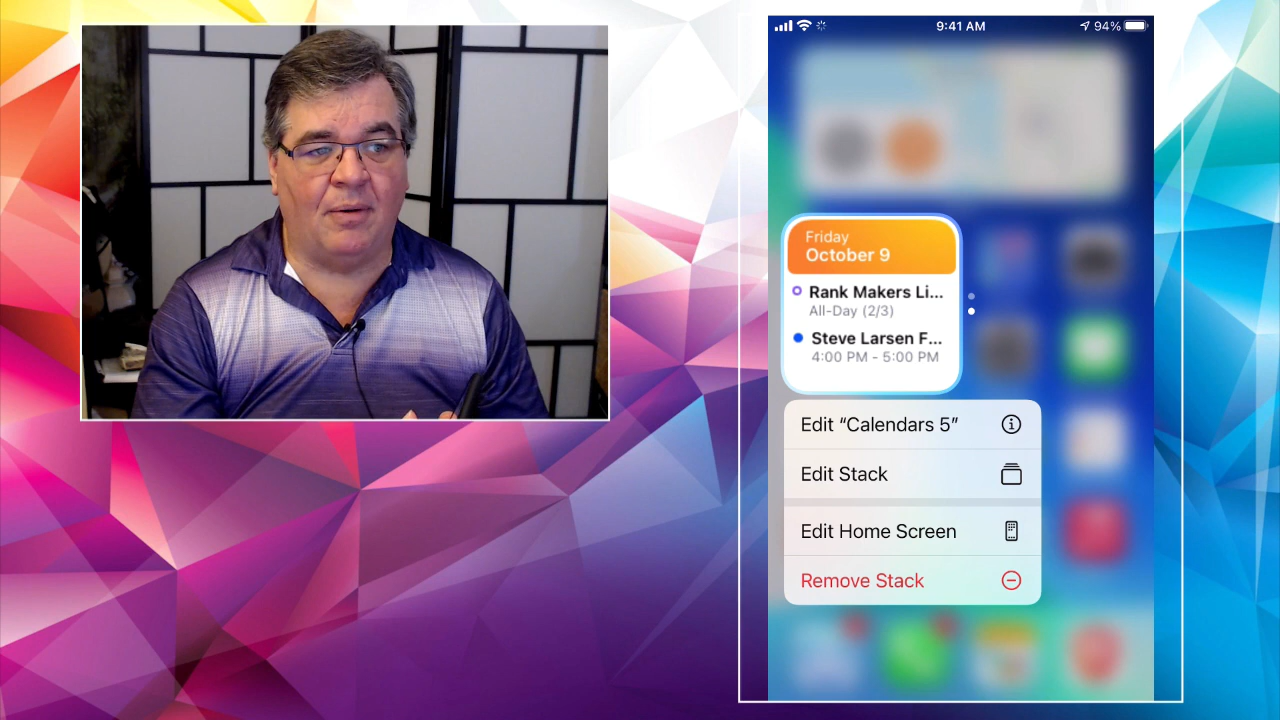 9:41 AM
94%
Friday
October 9
Rank Makers Li...
All-Day (2/3)
Steve Larsen F...
4:00 PM - 5:00 PM
Edit “Calendars 5”
Edit Stack
Edit Home Screen
Remove Stack